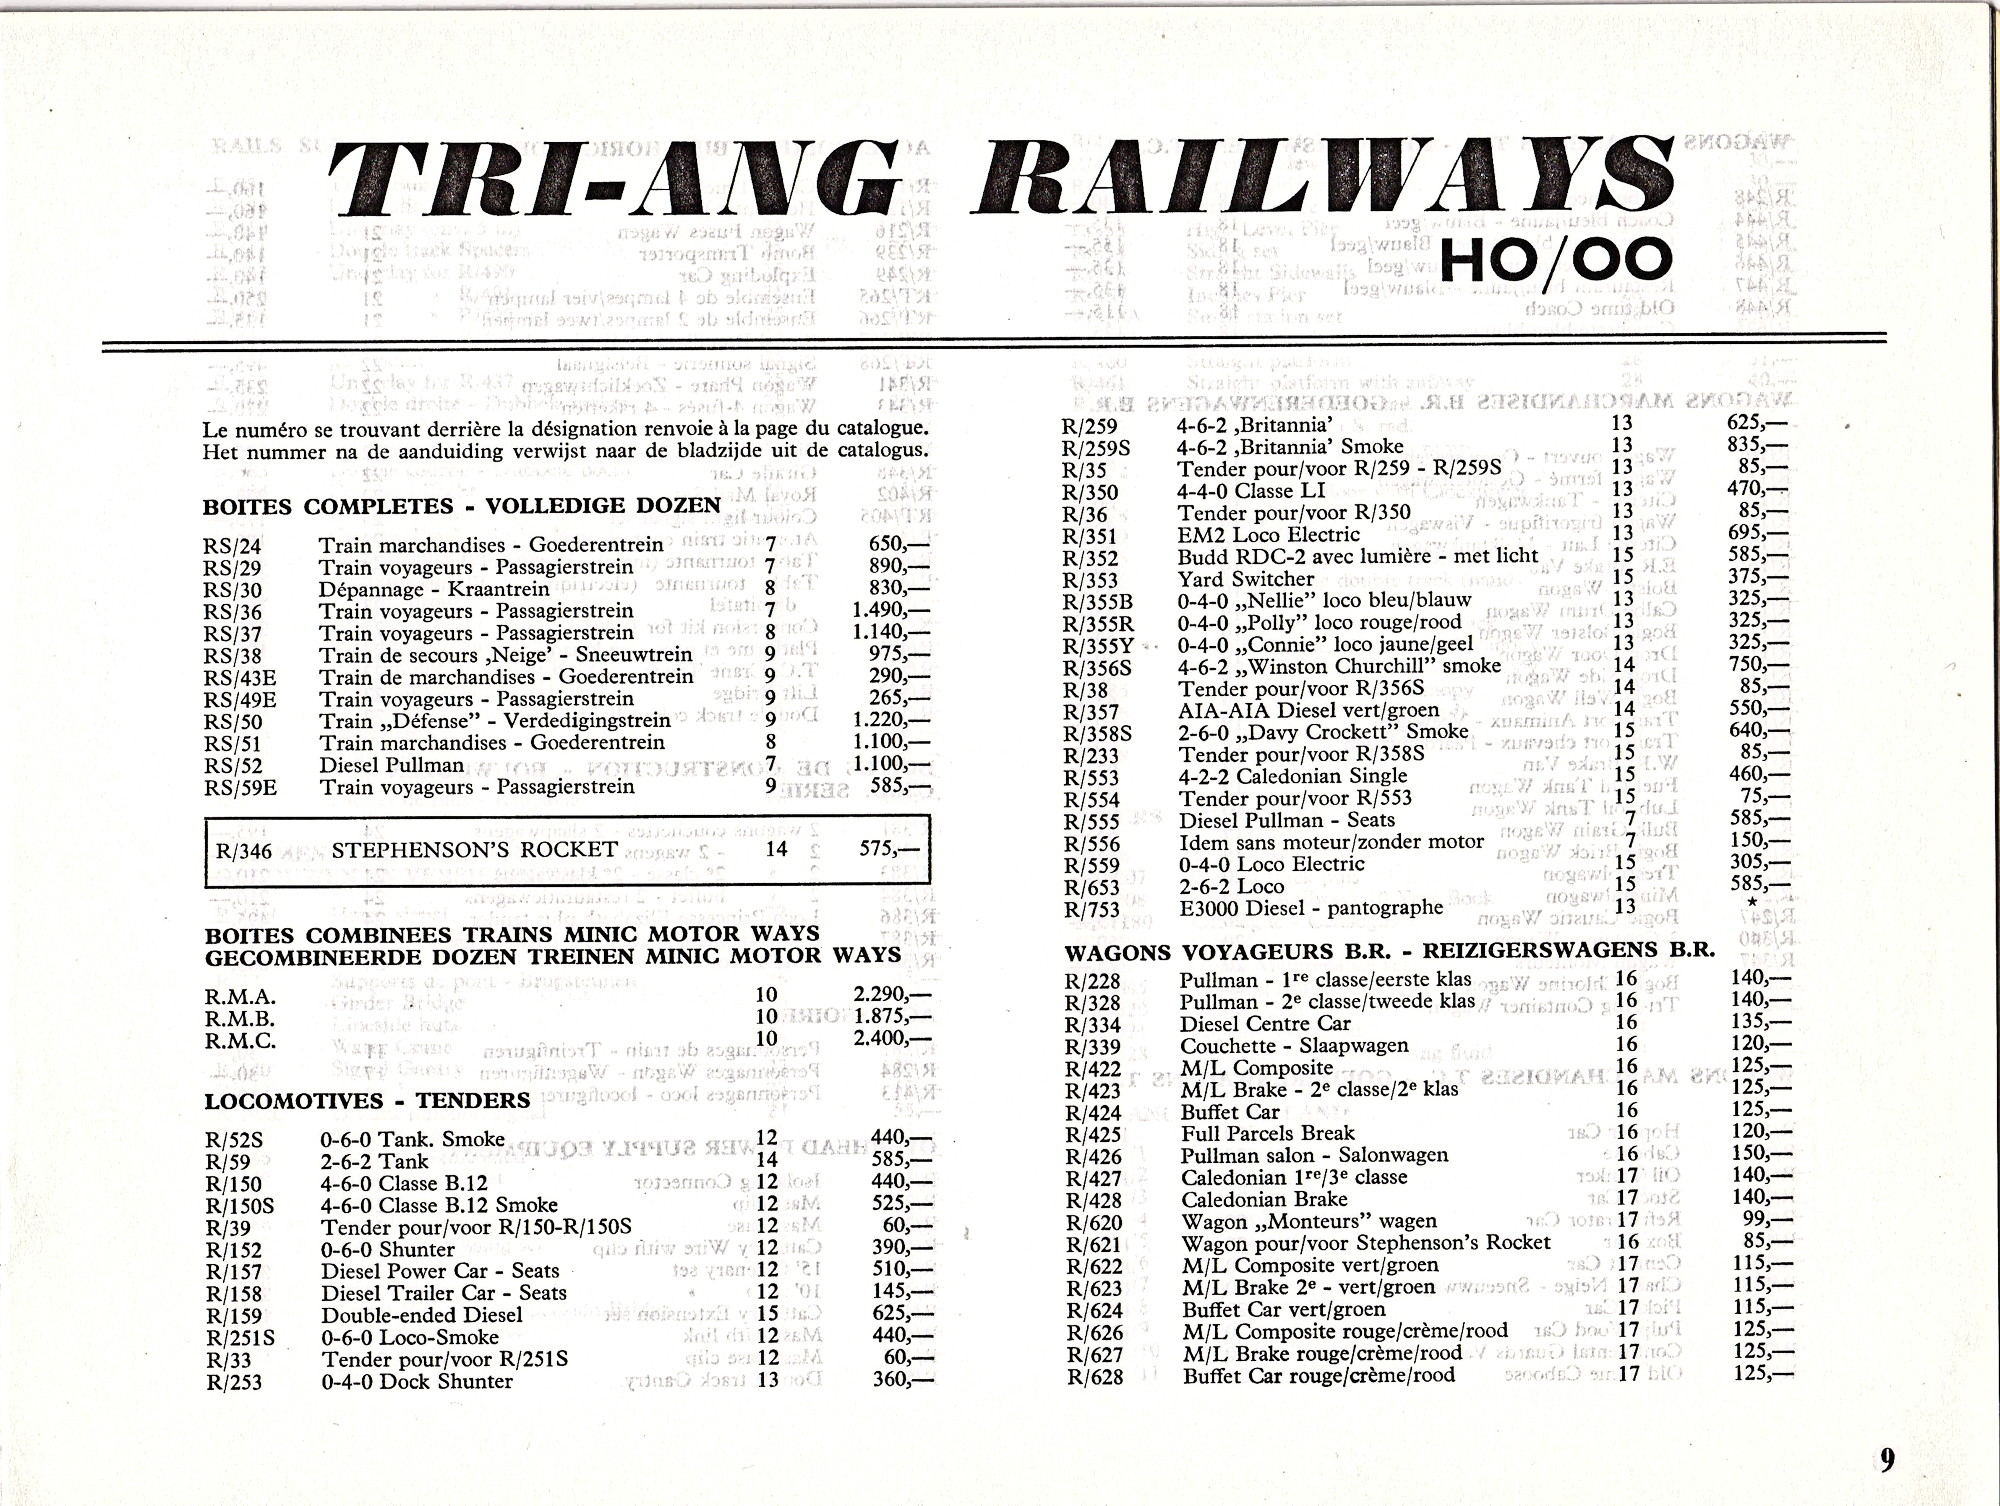 TRI-ANG RAILWAYS
HO/OO
Le numéro se trouvant derrière la désignation renvoie à la page du catalogue.
Het nummer na de aanduiding verwijst naar de bladzijde uit de catalogus.
BOITES COMPLETES - VOLLEDIGE DOZEN
RS/24 Train marchandises - Goederentrein 7 650,—
RS/29 Train voyageurs - Passagierstrein 7 890,—
RS/30 Dépannage - Kraantrein 8 830,—
RS/36 Train voyageurs - Passagierstrein 7 1.490,—
RS/37 Train voyageurs - Passagierstrein 8 1.140,—
RS/38 Train de secours ‚Neige’ - Sneeuwtrein 9 975,—
RS/43E Train de marchandises - Goederentrein 9 290,—
RS/49E Train voyageurs - Passagierstrein 9 265,—
RS/50 Train „Défense” - Verdedigingstrein 9 1.220,—
RS/51 Train marchandises - Goederentrein 8 1.100,—
RS/52 Diesel Pullman 7 1.100,—
RS/59E Train voyageurs - Passagierstrein 9 585,—
R/346 STEPHENSON'S ROCKET 14 575,—
BOITES COMBINEES TRAINS MINIC MOTOR WAYS
GECOMBINEERDE DOZEN TREINEN MINIC MOTOR WAYS
R.M.A. 10 2.290,—
R.M.B. 10 1.875,—
R.M.C. 10 2.400,—
LOCOMOTIVES - TENDERS
R/52S 0-6-0 Tank. Smoke 12 440,—
R/59 2-6-2 Tank 14 585,—
R/150 4-6-0 Classe B.12 12 440,—
R/150S 4-6-0 Classe B.12 Smoke 12 525,—
R/39 Tender pour/voor R/150-R/150S 12 60,—
R/152 0-6-0 Shunter 12 390,—
R/157 Diesel Power Car - Seats 12 510,—
R/158 Diesel Trailer Car - Seats 12 145,—
R/159 Double-ended Diesel 15 625,—
R/251S 0-6-0 Loco-Smoke 12 440,—
R/33 Tender pour/voor R/251S 12 60,—
R/253 0-4-0 Dock Shunter 13 360,—
R/259 4-6-2 ‚Britannia’ 13 625,—
R/259S 4-6-2 ‚Britannia’ Smoke 13 835,—
R/35 Tender pour/voor R/259 - R/259S 13 85,—
R/350 4-4-0 Classe LI 13 470,—
R/36 Tender pour/voor R/350 13 85,—
R/351 EM2 Loco Electric 13 695,—
R/352 Budd RDC-2 avec lumière - met licht 15 585,—
R/353 Yard Switcher 15 375,—
R/355B 0-4-0 „Nellie” loco bleu/blauw 13 325,—
R/355R 0-4-0 „Polly” loco rouge/rood 13 325,—
R/355Y 0-4-0 „Connie” loco jaune/geel 13 325,—
R/356S 4-6-2 „Winston Churchill” smoke 14 750,—
R/38 Tender pour/voor R/356S 14 85,—
R/357 AIA-AIA Diesel vert/groen 14 550,—
R/358S 2-6-0 „Davy Crockett” Smoke 15 640,—
R/233 Tender pour/voor R/358S 15 85,—
R/553 4-2-2 Caledonian Single 15 460,—
R/554 Tender pour/voor R/553 15 75,—
R/555 Diesel Pullman - Seats 7 585,—
R/556 Idem sans moteur/zonder motor 7 150,—
R/559 0-4-0 Loco Electric 15 305,—
R/653 2-6-2 Loco 15 585,—
R/753 E3000 Diesel - pantographe 13 *
WAGONS VOYAGEURS B.R. - REIZIGERSWAGENS B.R.
R/228 Pullman - 1re classe/eerste klas 16 140,—
R/328 Pullman - 2e classe/tweede klas 16 140,—
R/334 Diesel Centre Car 16 135,—
R/339 Couchette - Slaapwagen 16 120,—
R/422 M/L Composite 16 125,—
R/423 M/L Brake - 2e classe/2e klas 16 125,—
R/424 Buffet Car 16 125,—
R/425 Full Parcels Break 16 120,—
R/426 Pullman salon - Salonwagen 16 150,—
R/427 Caledonian 1re/3e classe 17 140,—
R/428 Caledonian Brake 17 140,—
R/620 Wagon „Monteurs” wagen 17 99,—
R/621 Wagon pour/voor Stephenson's Rocket 16 85,—
R/622 M/L Composite vert/groen 17 115,—
R/623 M/L Brake 2e - vert/groen 17 115,—
R/624 Buffet Car vert/groen 17 115,—
R/626 M/L Composite rouge/crème/rood 17 125,—
R/627 M/L Brake rouge/crème/rood 17 125,—
R/628 Buffet Car rouge/crème/rood 17 125,—
9